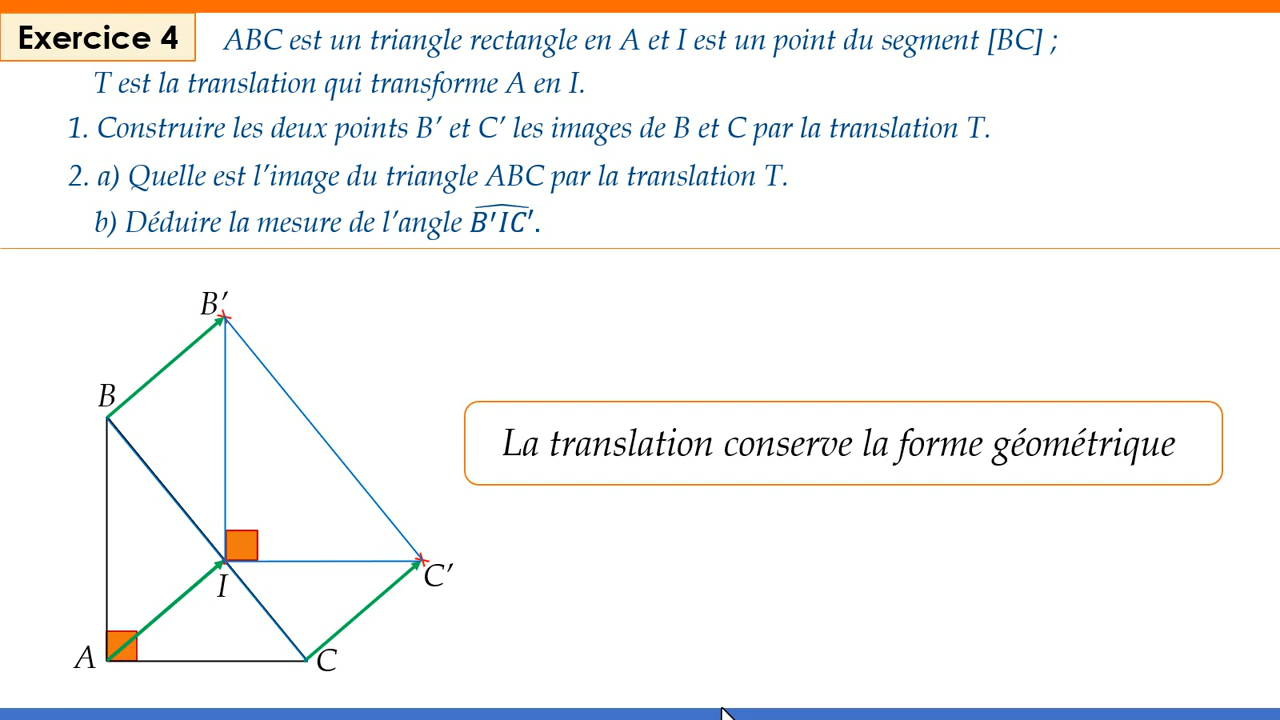 Exercice 4
ABC est un triangle rectangle en A et I est un point du segment [BC] ;
T est la translation qui transforme A en I.
1. Construire les deux points B’ et C’ les images de B et C par la translation T.
2. a) Quelle est l’image du triangle ABC par la translation T.
b) Déduire la mesure de l’angle B′IC′.
B’
B
La translation conserve la forme géométrique
I
C’
A
C